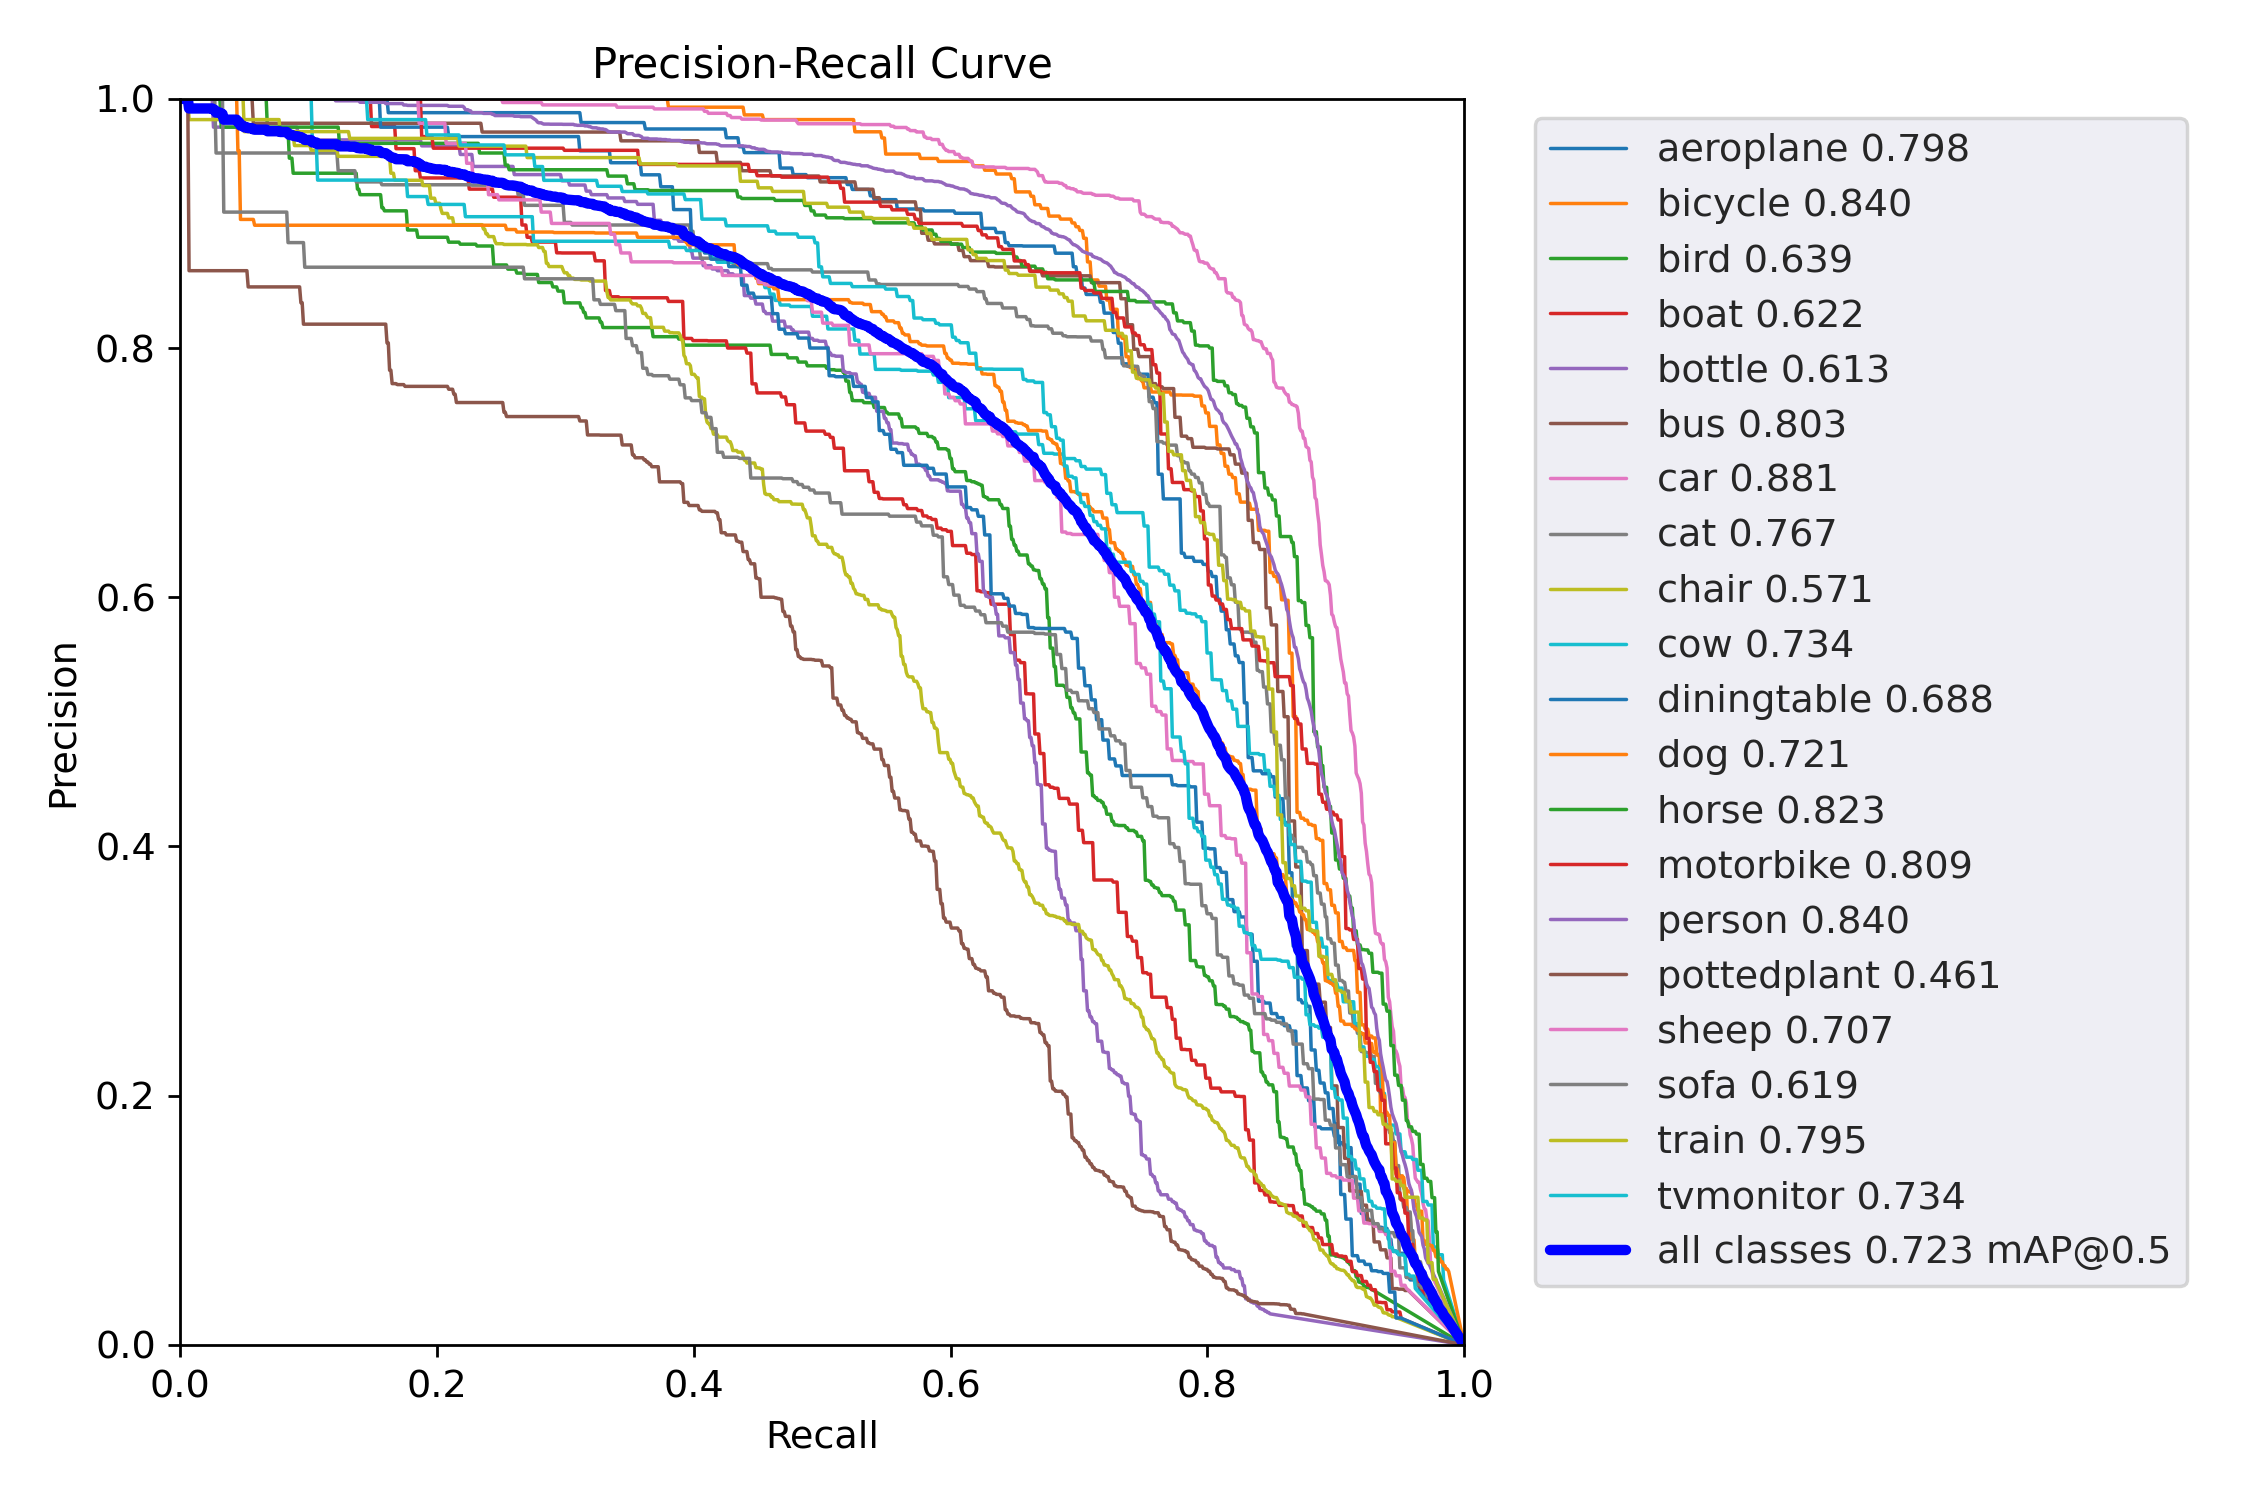 Precision-Recall Curve
1.0
0.8
0.6
0.4
0.2
0.0
Precision
0.0 0.2 0.4 0.6 0.8 1.0
Recall
aeroplane 0.798
bicycle 0.840
bird 0.639
boat 0.622
bottle 0.613
bus 0.803
car 0.881
cat 0.767
chair 0.571
cow 0.734
diningtable 0.688
dog 0.721
horse 0.823
motorbike 0.809
person 0.840
pottedplant 0.461
sheep 0.707
sofa 0.619
train 0.795
tvmonitor 0.734
all classes 0.723 mAP@0.5